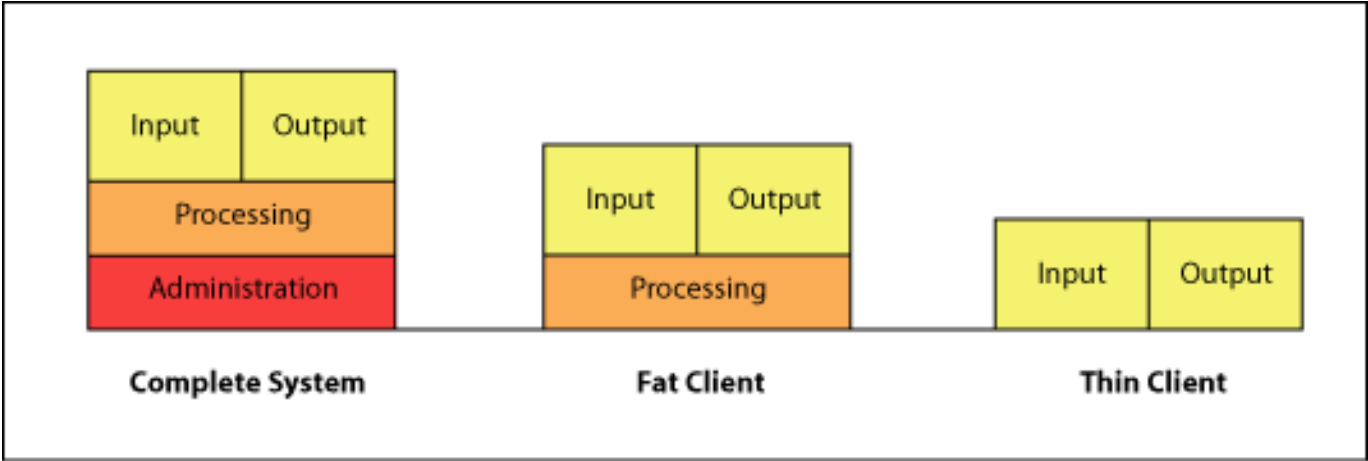 Input Output
Processing
Administration
Complete System
Input Output
Processing
Fat Client
Input Output
Thin Client